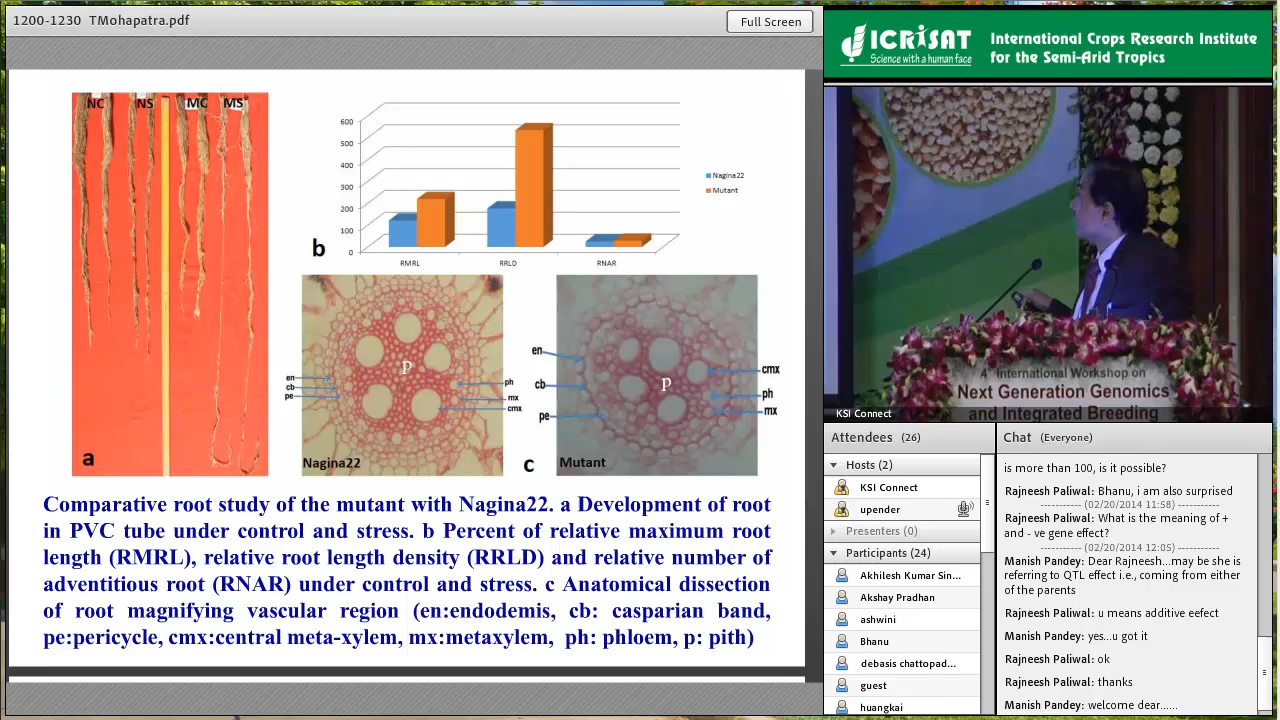 1200-1230 TMohapatra.pdf
Full Screen
NC NS MC MS
a
600
500
400
300
200
100
0
RMRL RRLD RNAR
Nagina22
Mutant
b
en
cb
pe
p
ph
mx
cmx
Nagina22
c
en
cb
pe
p
cmx
ph
mx
Mutant
Comparative root study of the mutant with Nagina22. a Development of root
in PVC tube under control and stress. b Percent of relative maximum root
length (RMRL), relative root length density (RRLD) and relative number of
adventitious root (RNAR) under control and stress. c Anatomical dissection
of root magnifying vascular region (en:endodemis, cb: casparian band,
pe:pericycle, cmx:central meta-xylem, mx:metaxylem, ph: phloem, p: pith)
ICRISAT
Science with a human face
International Crops Research Institute
for the Semi-Arid Tropics
4th International Workshop on
Next Generation Genomics
and Integrated Breeding
KSI Connect
Attendees (26)
Hosts (2)
KSI Connect
upender
Presenters (0)
Participants (24)
Akhilesh Kumar Sin...
Akshay Pradhan
ashwini
Bhanu
debasis chattopad...
guest
huangkai
Chat (Everyone)
is more than 100, is it possible?
Rajneesh Paliwal: Bhanu, i am also surprised
----------- (02/20/2014 11:58) -----------
Rajneesh Paliwal: What is the meaning of +
and - ve gene effect?
----------- (02/20/2014 12:05) -----------
Manish Pandey: Dear Rajneesh...may be she is
referring to QTL effect i.e., coming from either
of the parents
Rajneesh Paliwal: u means additive eefect
Manish Pandey: yes...u got it
Rajneesh Paliwal: ok
Rajneesh Paliwal: thanks
Manish Pandey: welcome dear......